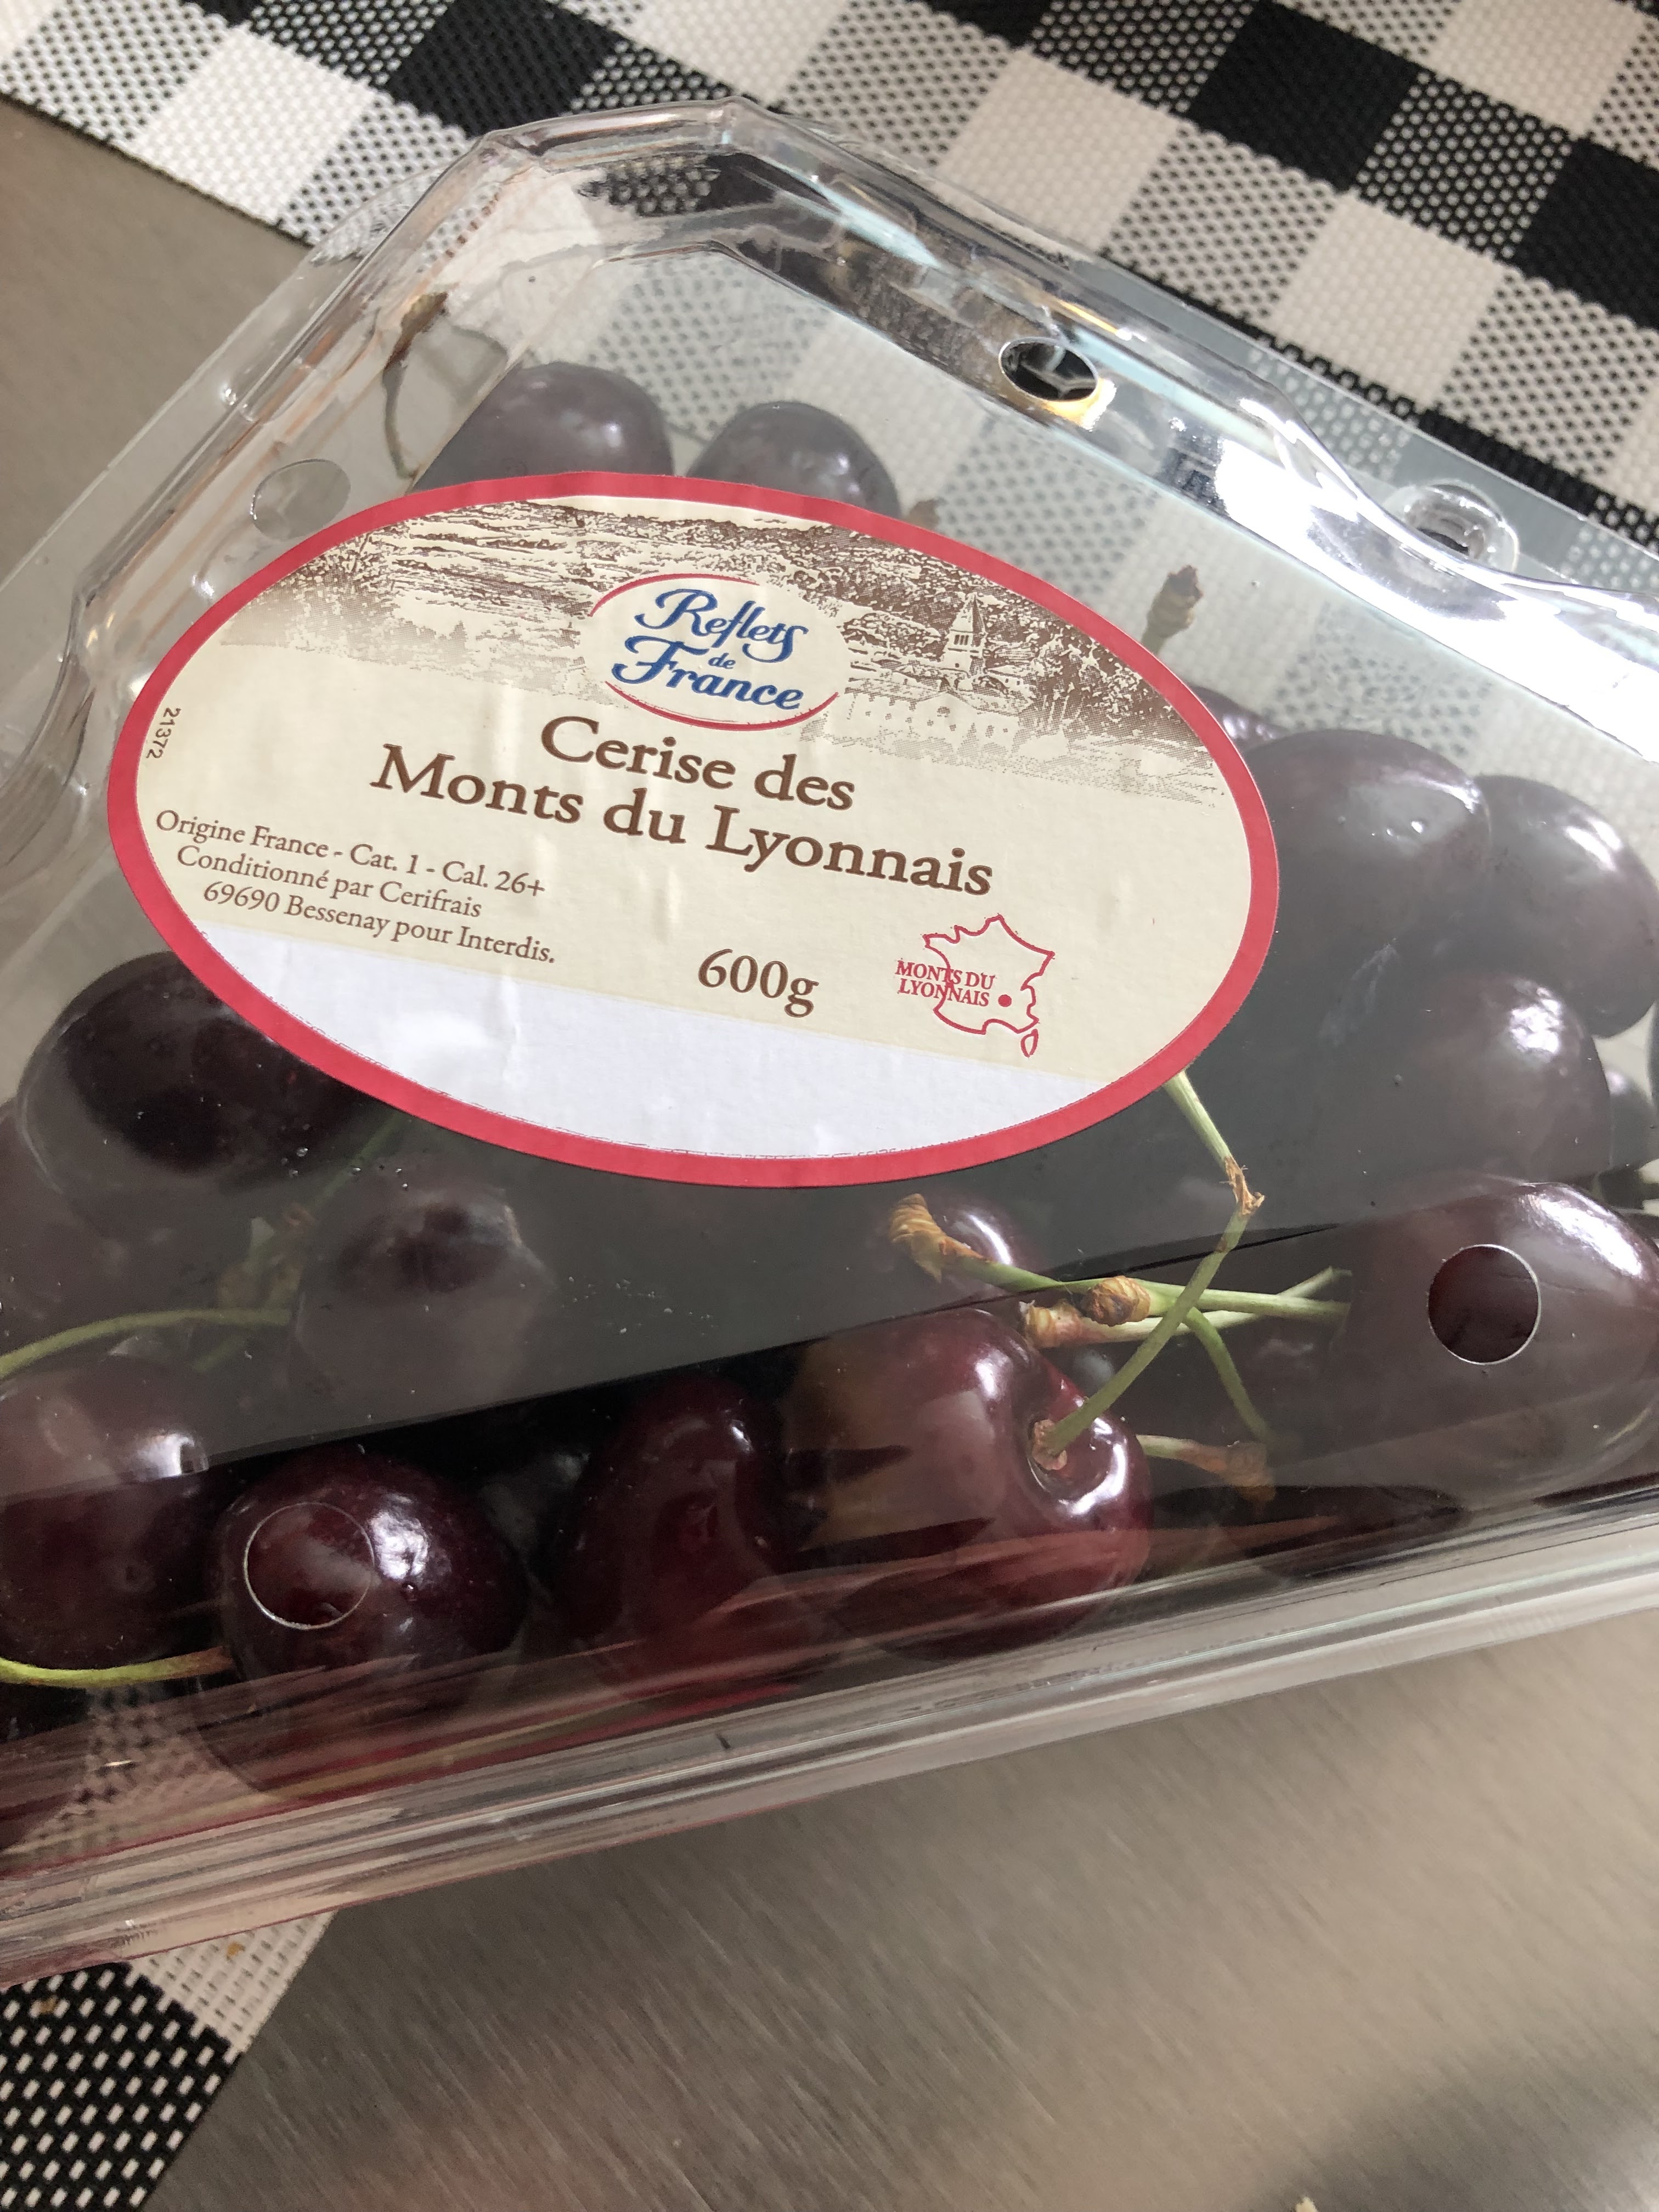 Reflets
de
France
Cerise des
Monts du Lyonnais
21372
Origine France - Cat. 1 - Cal. 26+
Conditionné par Cerifrais
69690 Bessenay pour Interdis.
600g
MONTS DU
LYONNAIS